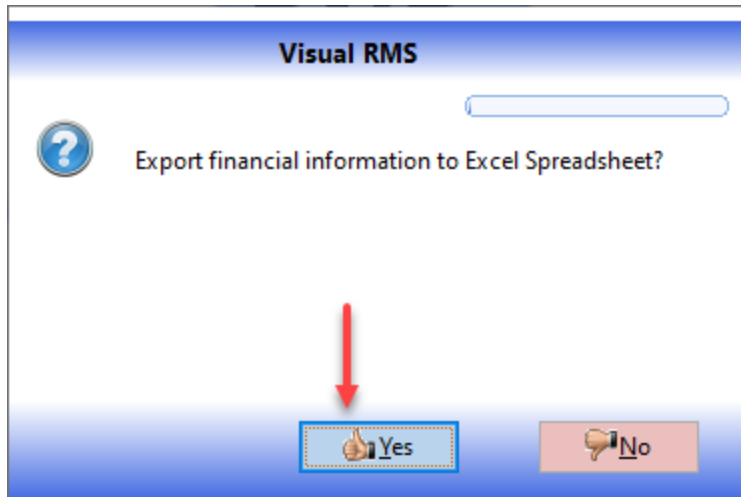 Visual RMS
Export financial information to Excel Spreadsheet?
Yes
No